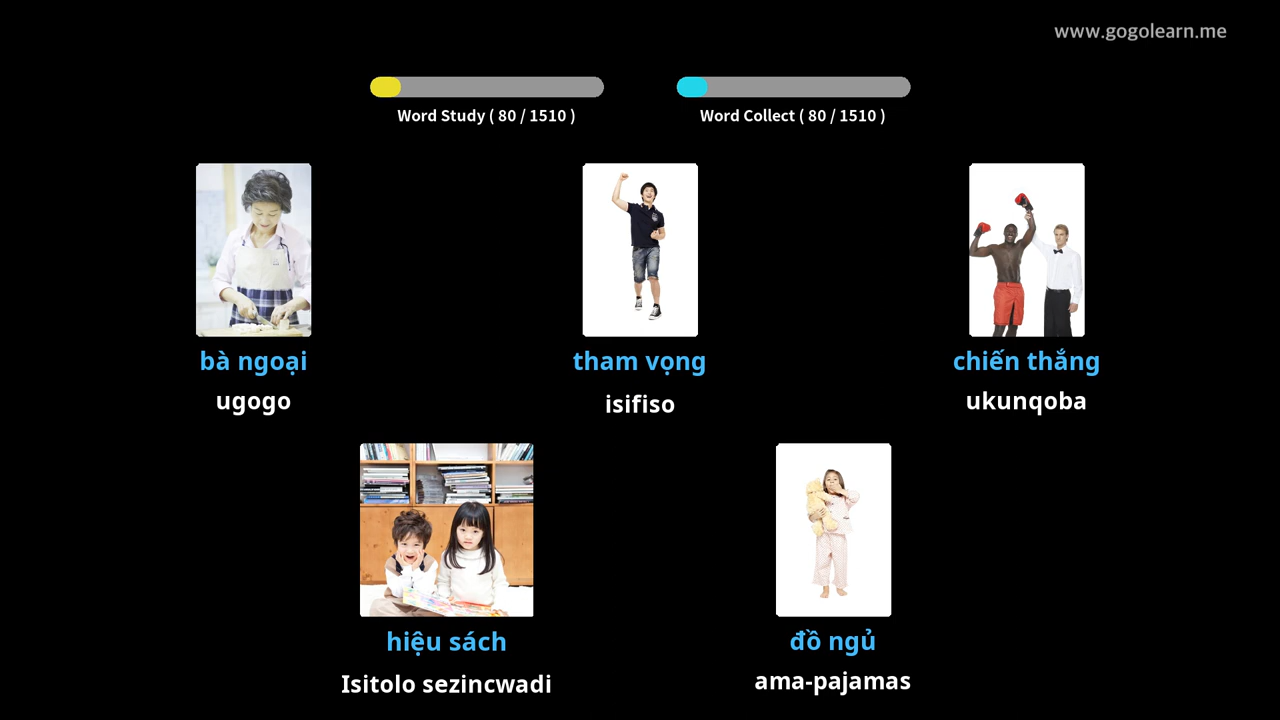 www.gogolearn.me
Word Study ( 80 / 1510 )
Word Collect ( 80 / 1510 )
bà ngoại
ugogo
tham vọng
isifiso
chiến thắng
ukunqoba
hiệu sách
Isitolo sezincwadi
đồ ngủ
ama-pajamas